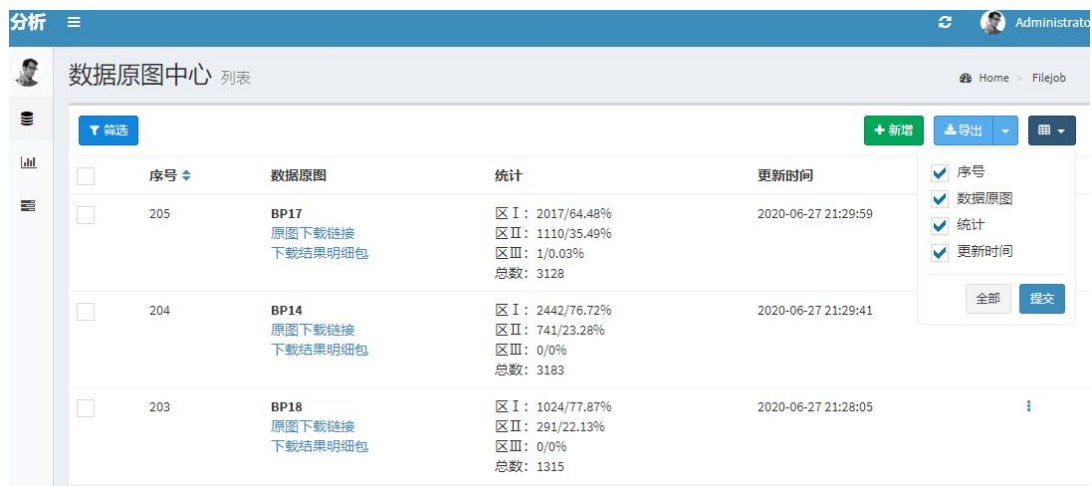 分析
Administrato
数据原图中心 列表
Home > Filejob
筛选
新增
导出
序号
数据原图
统计
更新时间
序号
数据原图
统计
更新时间
全部
提交
205
BP17
原图下载链接
下载结果明细包
区Ⅰ: 2017/64.48%
区Ⅱ: 1110/35.49%
区Ⅲ: 1/0.03%
总数: 3128
2020-06-27 21:29:59
204
BP14
原图下载链接
下载结果明细包
区Ⅰ: 2442/76.72%
区Ⅱ: 741/23.28%
区Ⅲ: 0/0%
总数: 3183
2020-06-27 21:29:41
203
BP18
原图下载链接
下载结果明细包
区Ⅰ: 1024/77.87%
区Ⅱ: 291/22.13%
区Ⅲ: 0/0%
总数: 1315
2020-06-27 21:28:05